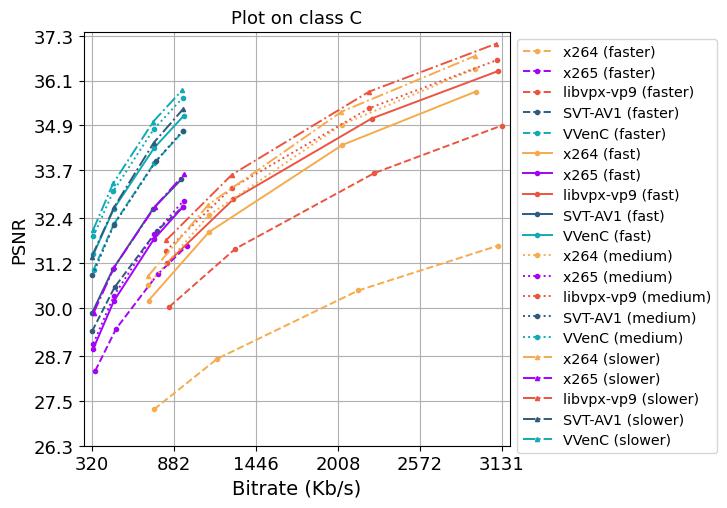 Plot on class C
37.3
36.1
34.9
33.7
32.4
31.2
30.0
28.7
27.5
26.3
PSNR
320 882 1446 2008 2572 3131
Bitrate (Kb/s)
x264 (faster)
x265 (faster)
libvpx-vp9 (faster)
SVT-AV1 (faster)
VVenC (faster)
x264 (fast)
x265 (fast)
libvpx-vp9 (fast)
SVT-AV1 (fast)
VVenC (fast)
x264 (medium)
x265 (medium)
libvpx-vp9 (medium)
SVT-AV1 (medium)
VVenC (medium)
x264 (slower)
x265 (slower)
libvpx-vp9 (slower)
SVT-AV1 (slower)
VVenC (slower)